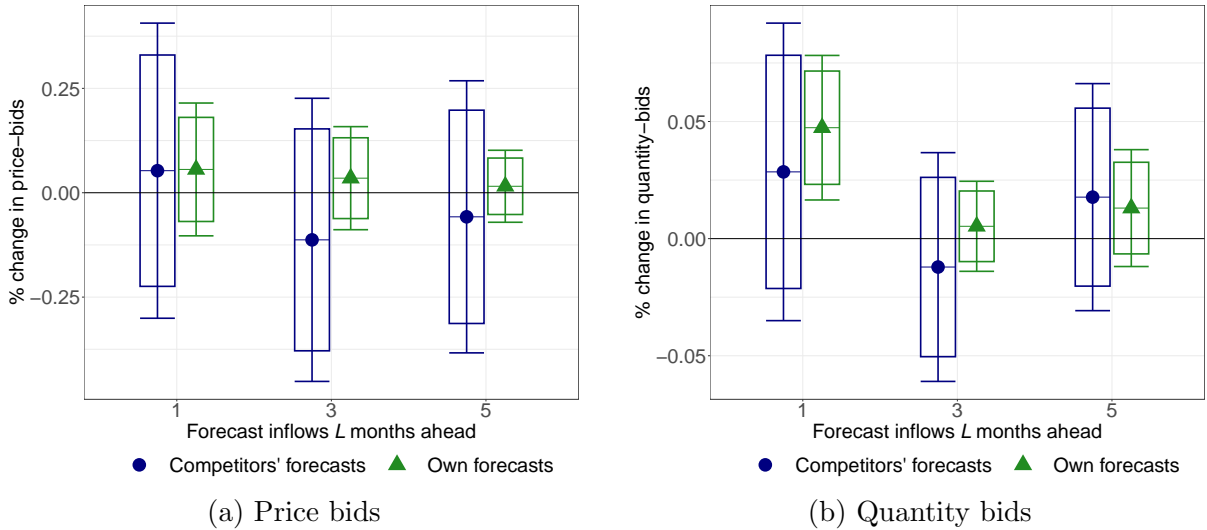 % change in price−bids
0.25
0.00
−0.25
1 3 5
Forecast inflows L months ahead
Competitors' forecasts Own forecasts
(a) Price bids
% change in quantity−bids
0.05
0.00
−0.05
1 3 5
Forecast inflows L months ahead
Competitors' forecasts Own forecasts
(b) Quantity bids